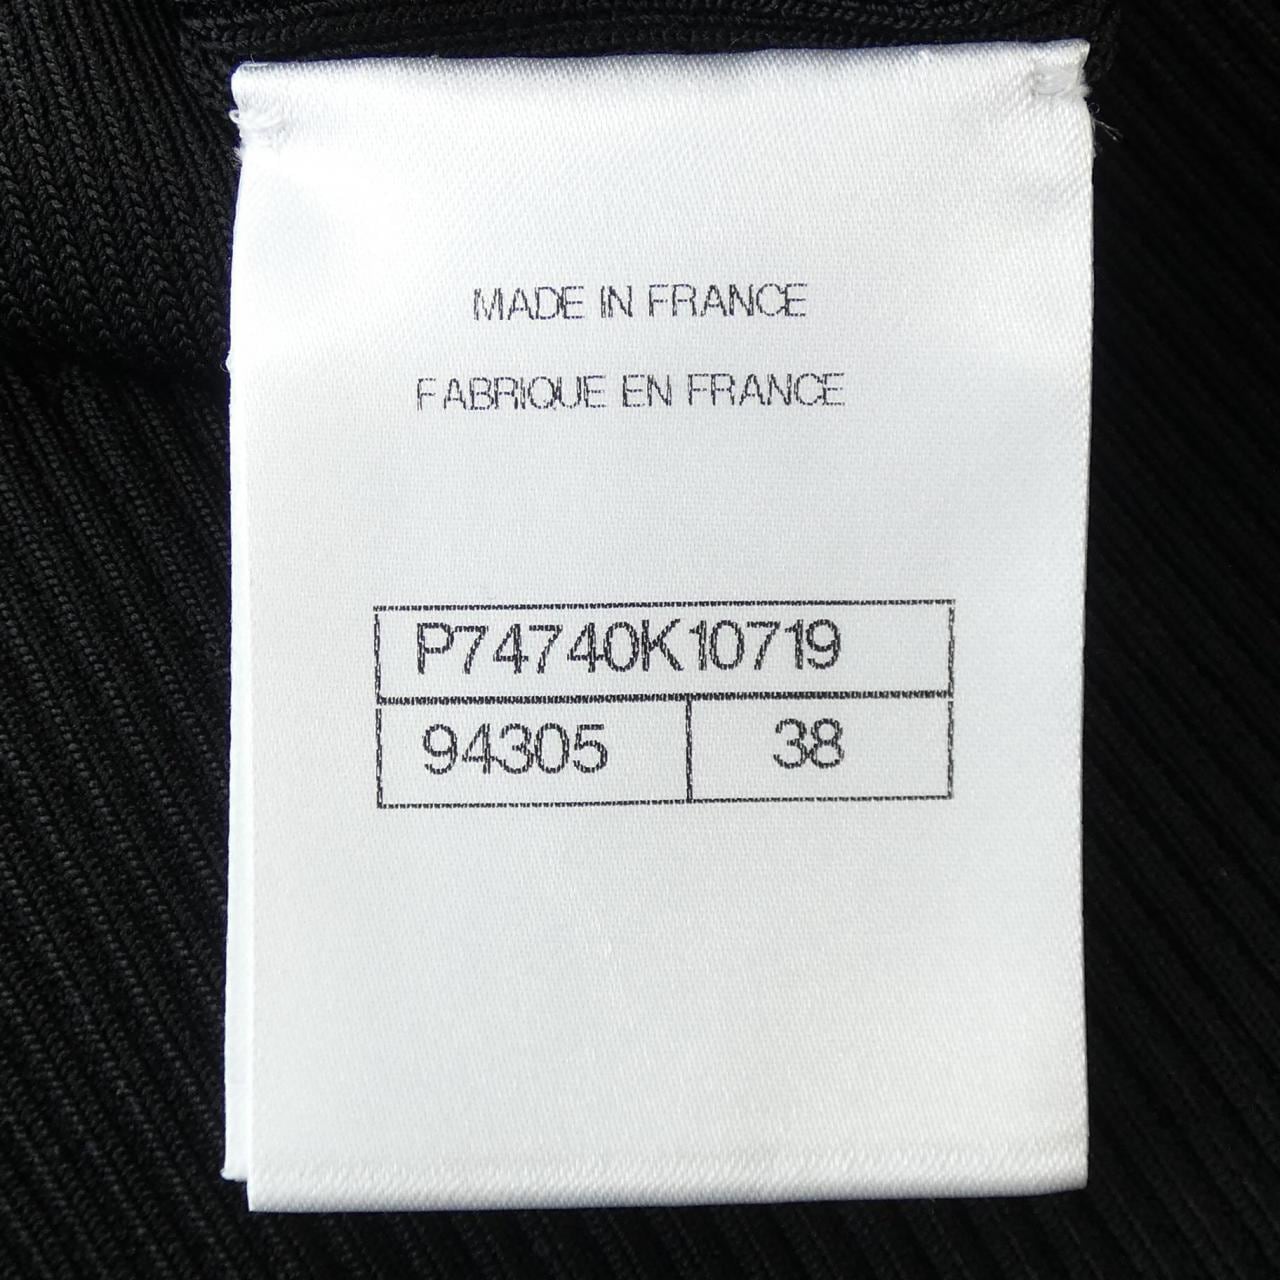 MADE IN FRANCE
FABRIQUE EN FRANCE
P74740K10719
94305 38